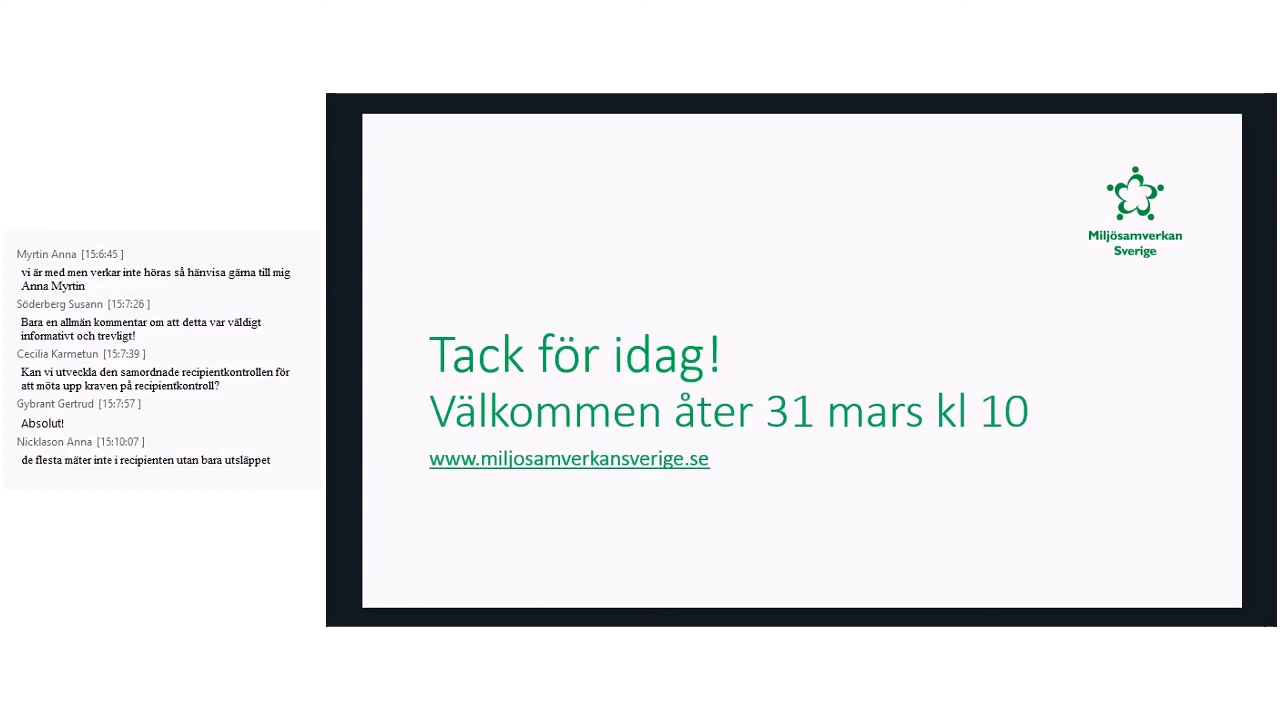 Myrtin Anna [15:6:45 ]
vi är med men verkar inte höras så hänvisa gärna till mig
Anna Myrtin
Söderberg Susann [15:7:26 ]
Bara en allmän kommentar om att detta var väldigt
informativt och trevligt!
Cecilia Karmetun [15:7:39 ]
Kan vi utveckla den samordnade recipientkontrollen för
att möta upp kraven på recipientkontroll?
Gybrant Gertrud [15:7:57 ]
Absolut!
Nicklason Anna [15:10:07 ]
de flesta mäter inte i recipienten utan bara utsläppet
Miljösamverkan
Sverige
Tack för idag!
Välkommen åter 31 mars kl 10
www.miljosamverkansverige.se